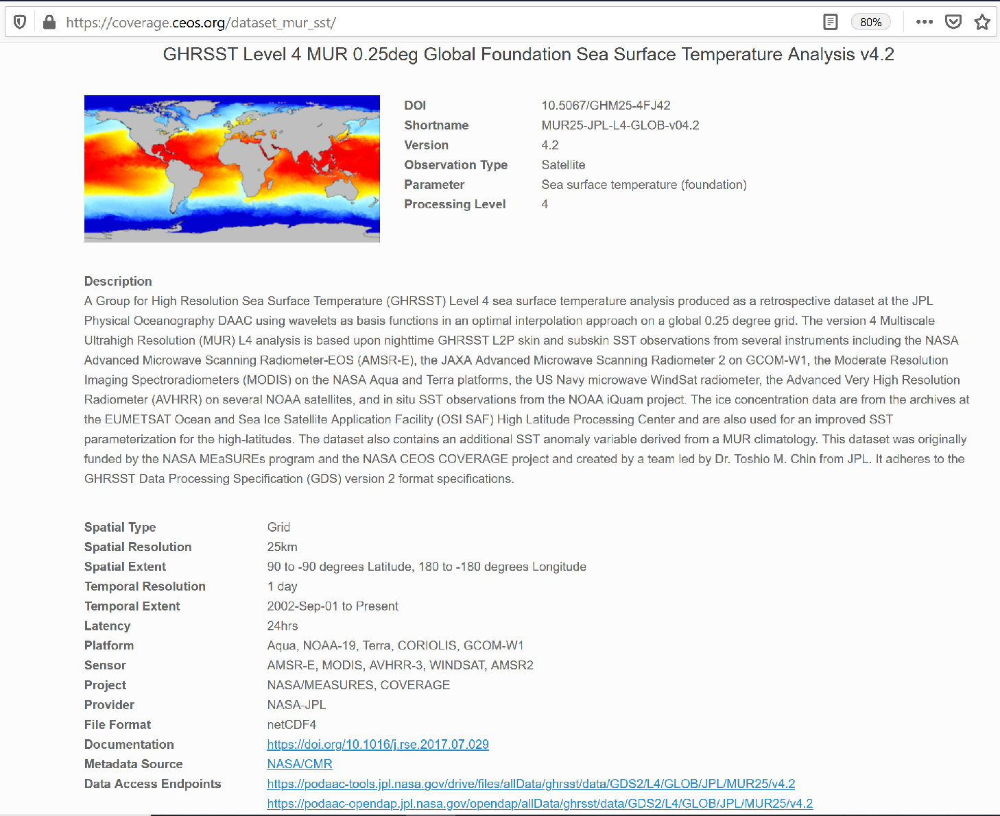 https://coverage.ceos.org/dataset_mur_sst/
80%
GHRSST Level 4 MUR 0.25deg Global Foundation Sea Surface Temperature Analysis v4.2
DOI 10.5067/GHM25-4FJ42
Shortname MUR25-JPL-L4-GLOB-v04.2
Version 4.2
Observation Type Satellite
Parameter Sea surface temperature (foundation)
Processing Level 4
Description
A Group for High Resolution Sea Surface Temperature (GHRSST) Level 4 sea surface temperature analysis produced as a retrospective dataset at the JPL
Physical Oceanography DAAC using wavelets as basis functions in an optimal interpolation approach on a global 0.25 degree grid. The version 4 Multiscale
Ultrahigh Resolution (MUR) L4 analysis is based upon nighttime GHRSST L2P skin and subskin SST observations from several instruments including the NASA
Advanced Microwave Scanning Radiometer-EOS (AMSR-E), the JAXA Advanced Microwave Scanning Radiometer 2 on GCOM-W1, the Moderate Resolution
Imaging Spectroradiometers (MODIS) on the NASA Aqua and Terra platforms, the US Navy microwave WindSat radiometer, the Advanced Very High Resolution
Radiometer (AVHRR) on several NOAA satellites, and in situ SST observations from the NOAA iQuam project. The ice concentration data are from the archives at
the EUMETSAT Ocean and Sea Ice Satellite Application Facility (OSI SAF) High Latitude Processing Center and are also used for an improved SST
parameterization for the high-latitudes. The dataset also contains an additional SST anomaly variable derived from a MUR climatology. This dataset was originally
funded by the NASA MEaSUREs program and the NASA CEOS COVERAGE project and created by a team led by Dr. Toshio M. Chin from JPL. It adheres to the
GHRSST Data Processing Specification (GDS) version 2 format specifications.
Spatial Type Grid
Spatial Resolution 25km
Spatial Extent 90 to -90 degrees Latitude, 180 to -180 degrees Longitude
Temporal Resolution 1 day
Temporal Extent 2002-Sep-01 to Present
Latency 24hrs
Platform Aqua, NOAA-19, Terra, CORIOLIS, GCOM-W1
Sensor AMSR-E, MODIS, AVHRR-3, WINDSAT, AMSR2
Project NASA/MEASURES, COVERAGE
Provider NASA-JPL
File Format netCDF4
Documentation https://doi.org/10.1016/j.rse.2017.07.029
Metadata Source NASA/CMR
Data Access Endpoints https://podaac-tools.jpl.nasa.gov/drive/files/allData/ghrsst/data/GDS2/L4/GLOB/JPL/MUR25/v4.2
https://podaac-opendap.jpl.nasa.gov/opendap/allData/ghrsst/data/GDS2/L4/GLOB/JPL/MUR25/v4.2